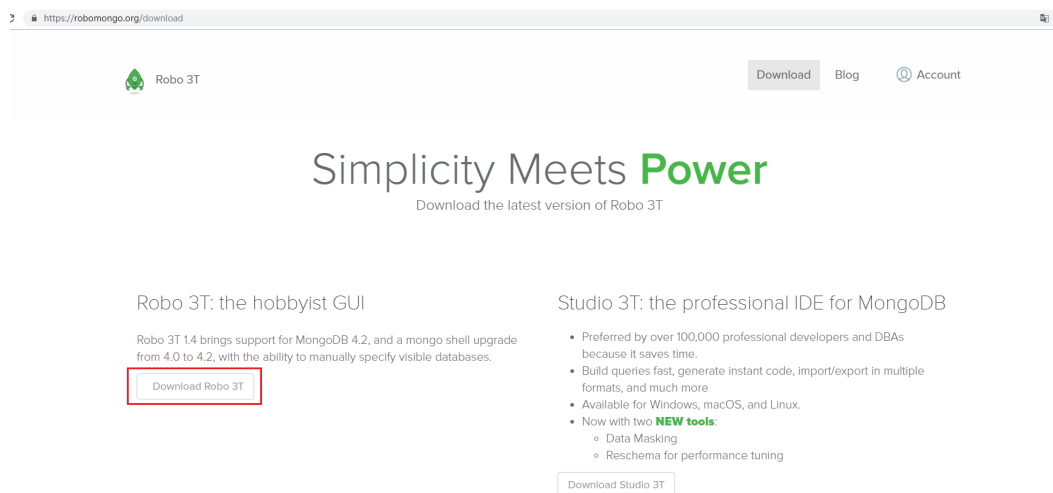 https://robomongo.org/download
Robo 3T
Download
Blog
Account
Simplicity Meets Power
Download the latest version of Robo 3T
Robo 3T: the hobbyist GUI
Robo 3T 1.4 brings support for MongoDB 4.2, and a mongo shell upgrade
from 4.0 to 4.2, with the ability to manually specify visible databases.
Download Robo 3T
Studio 3T: the professional IDE for MongoDB
Preferred by over 100,000 professional developers and DBAs
because it saves time.
Build queries fast, generate instant code, import/export in multiple
formats, and much more
Available for Windows, macOS, and Linux.
Now with two NEW tools:
Data Masking
Reschema for performance tuning
Download Studio 3T